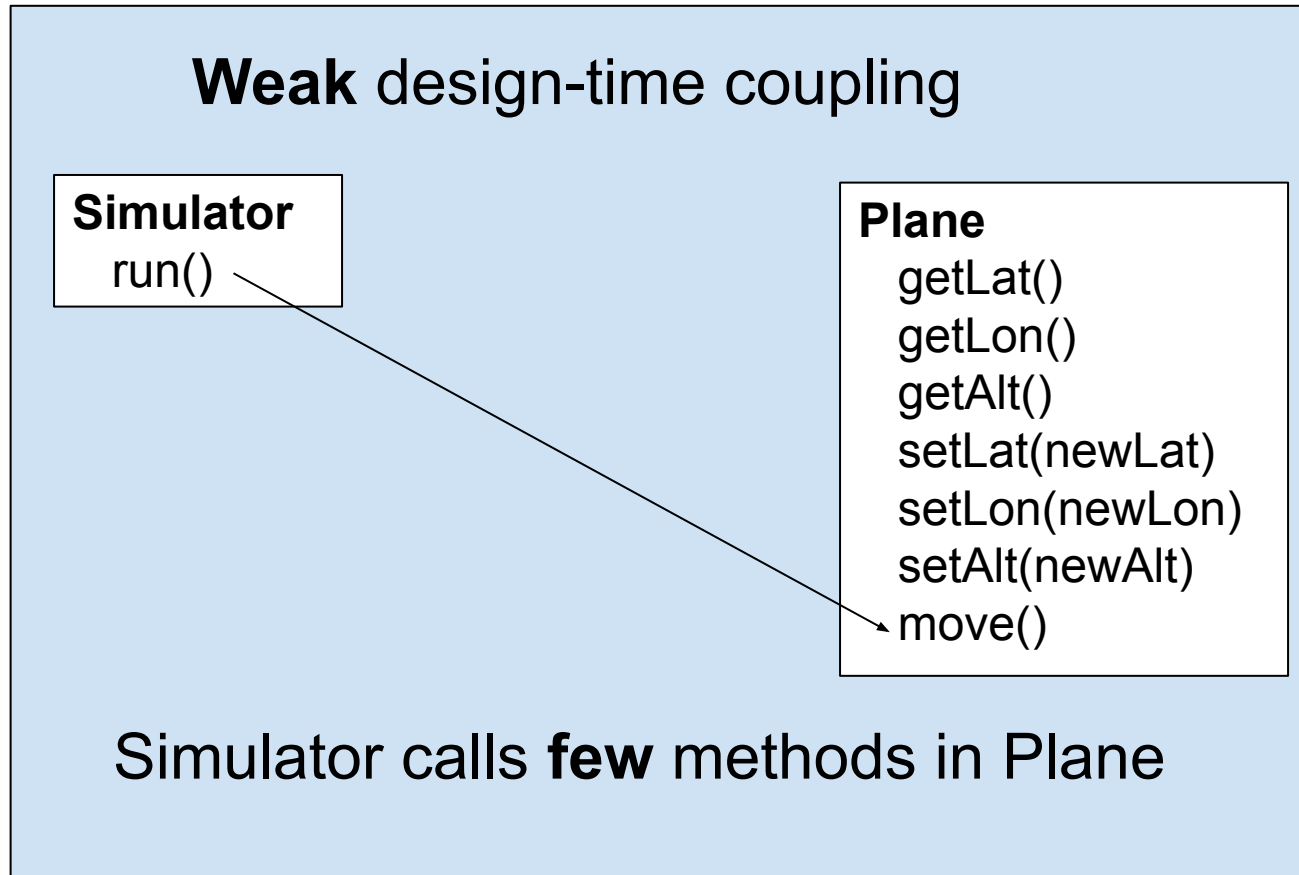 Weak design-time coupling
Simulator
run()
Plane
getLat()
getLon()
getAlt()
setLat(newLat)
setLon(newLon)
setAlt(newAlt)
move()
Simulator calls few methods in Plane